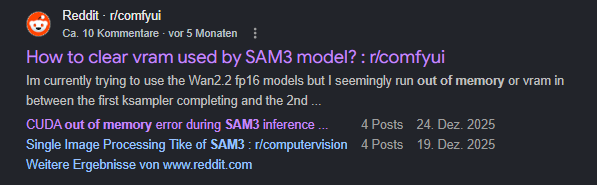 Reddit · r/comfyui
Ca. 10 Kommentare · vor 5 Monaten
How to clear vram used by SAM3 model? : r/comfyui
Im currently trying to use the Wan2.2 fp16 models but I seemingly run out of memory or vram in
between the first ksampler completing and the 2nd ...
CUDA out of memory error during SAM3 inference ... 4 Posts 24. Dez. 2025
Single Image Processing Tike of SAM3 : r/computervision 4 Posts 19. Dez. 2025
Weitere Ergebnisse von www.reddit.com